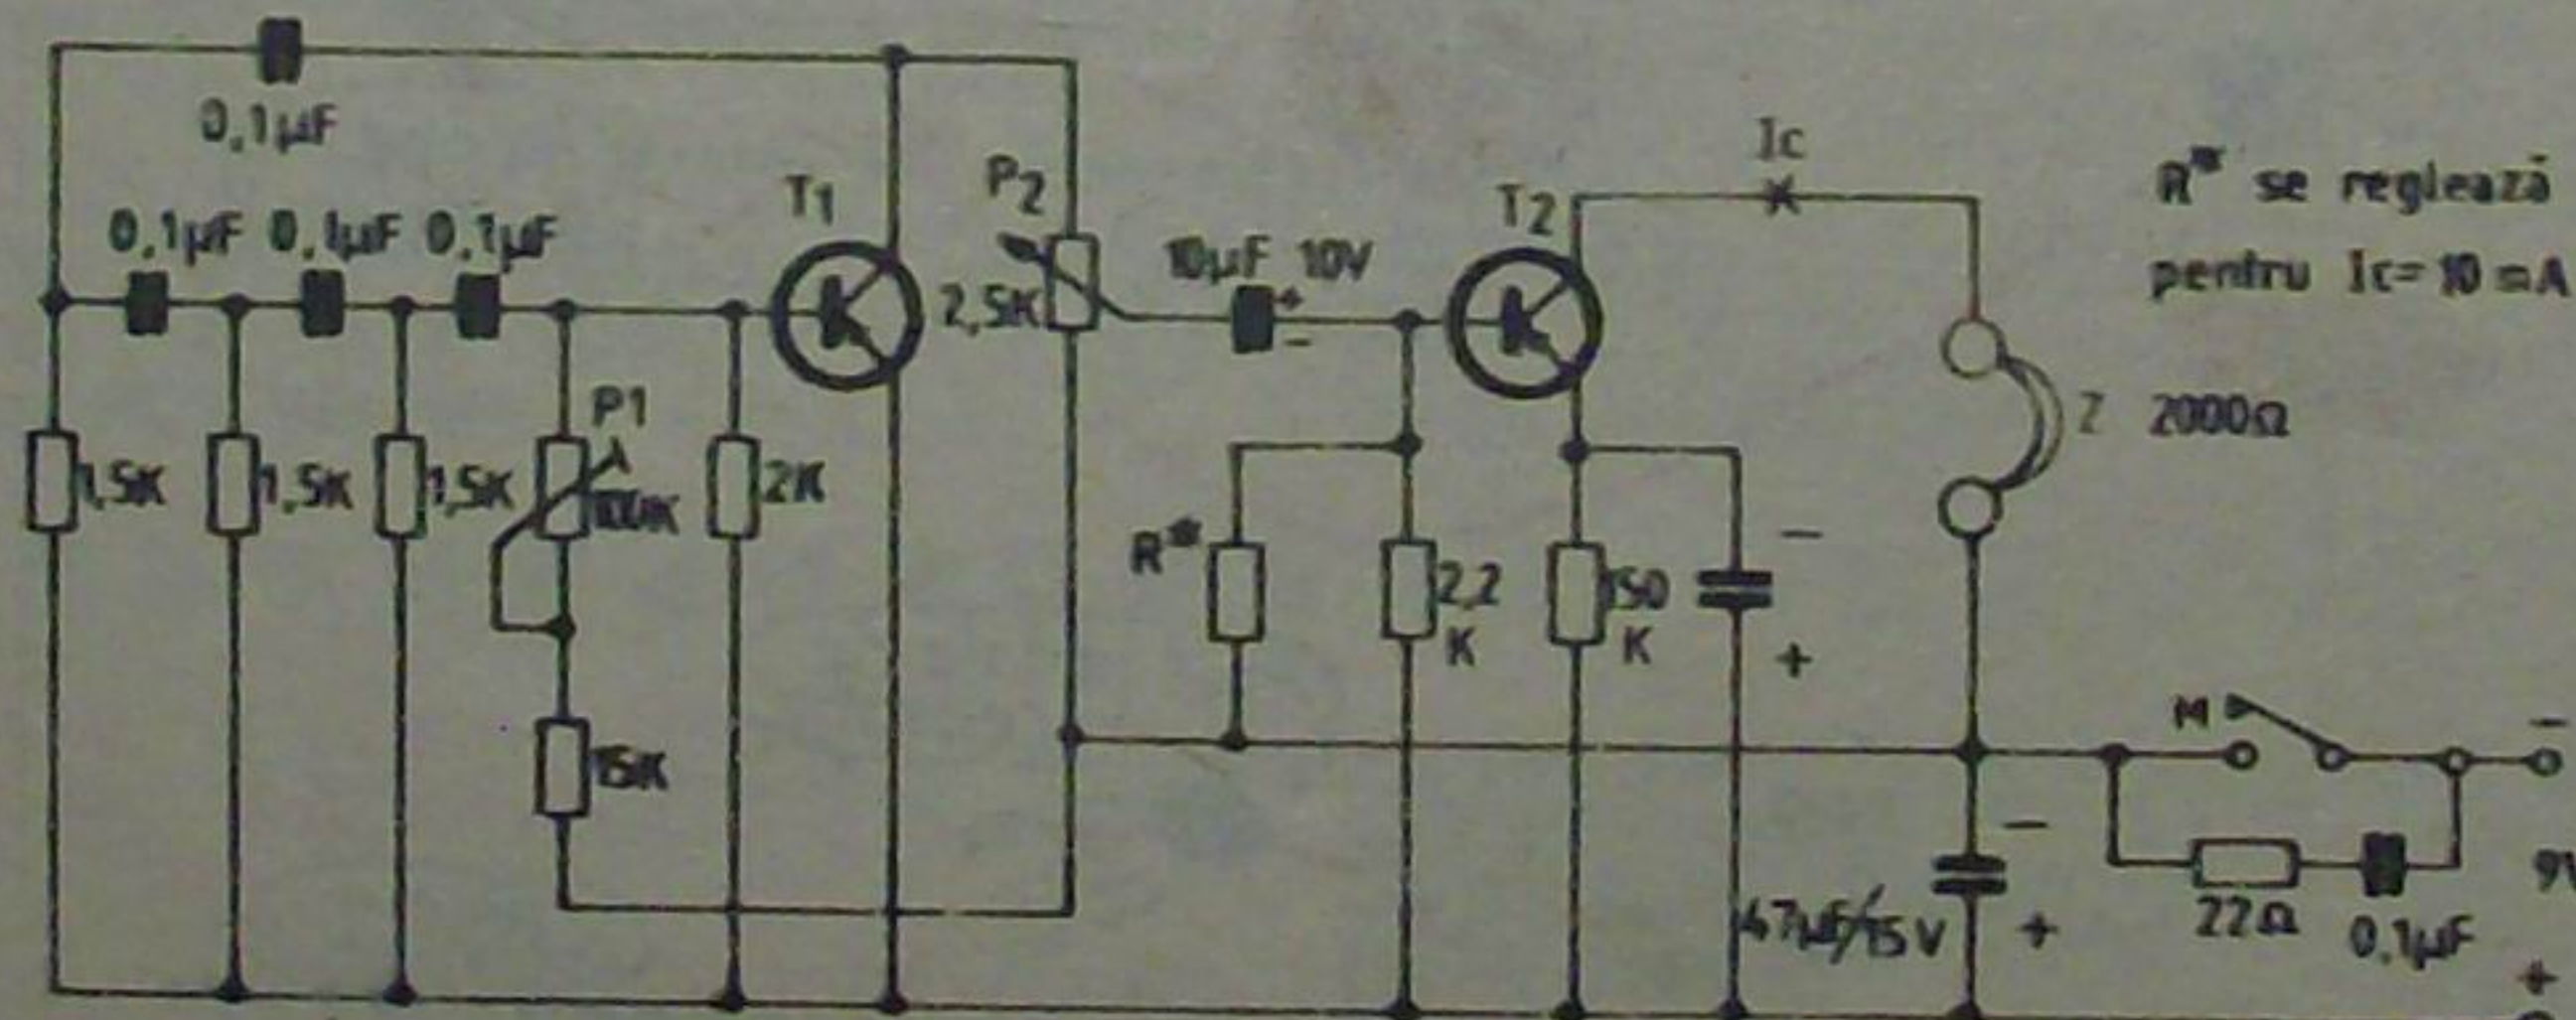 0,1µF
0,1µF 0,1µF 0,1µF
T1
P2
2,5K
10µF 10V
+
-
T2
Ic
R* se reglează
pentru Ic=10mA
1,5K
1,5K
1,5K
P1
100K
2K
15K
R*
2,2
K
150
K
-
+
Z 2000Ω
M
-
-
47µF/15V
+
22Ω
0,1µF
9V
+